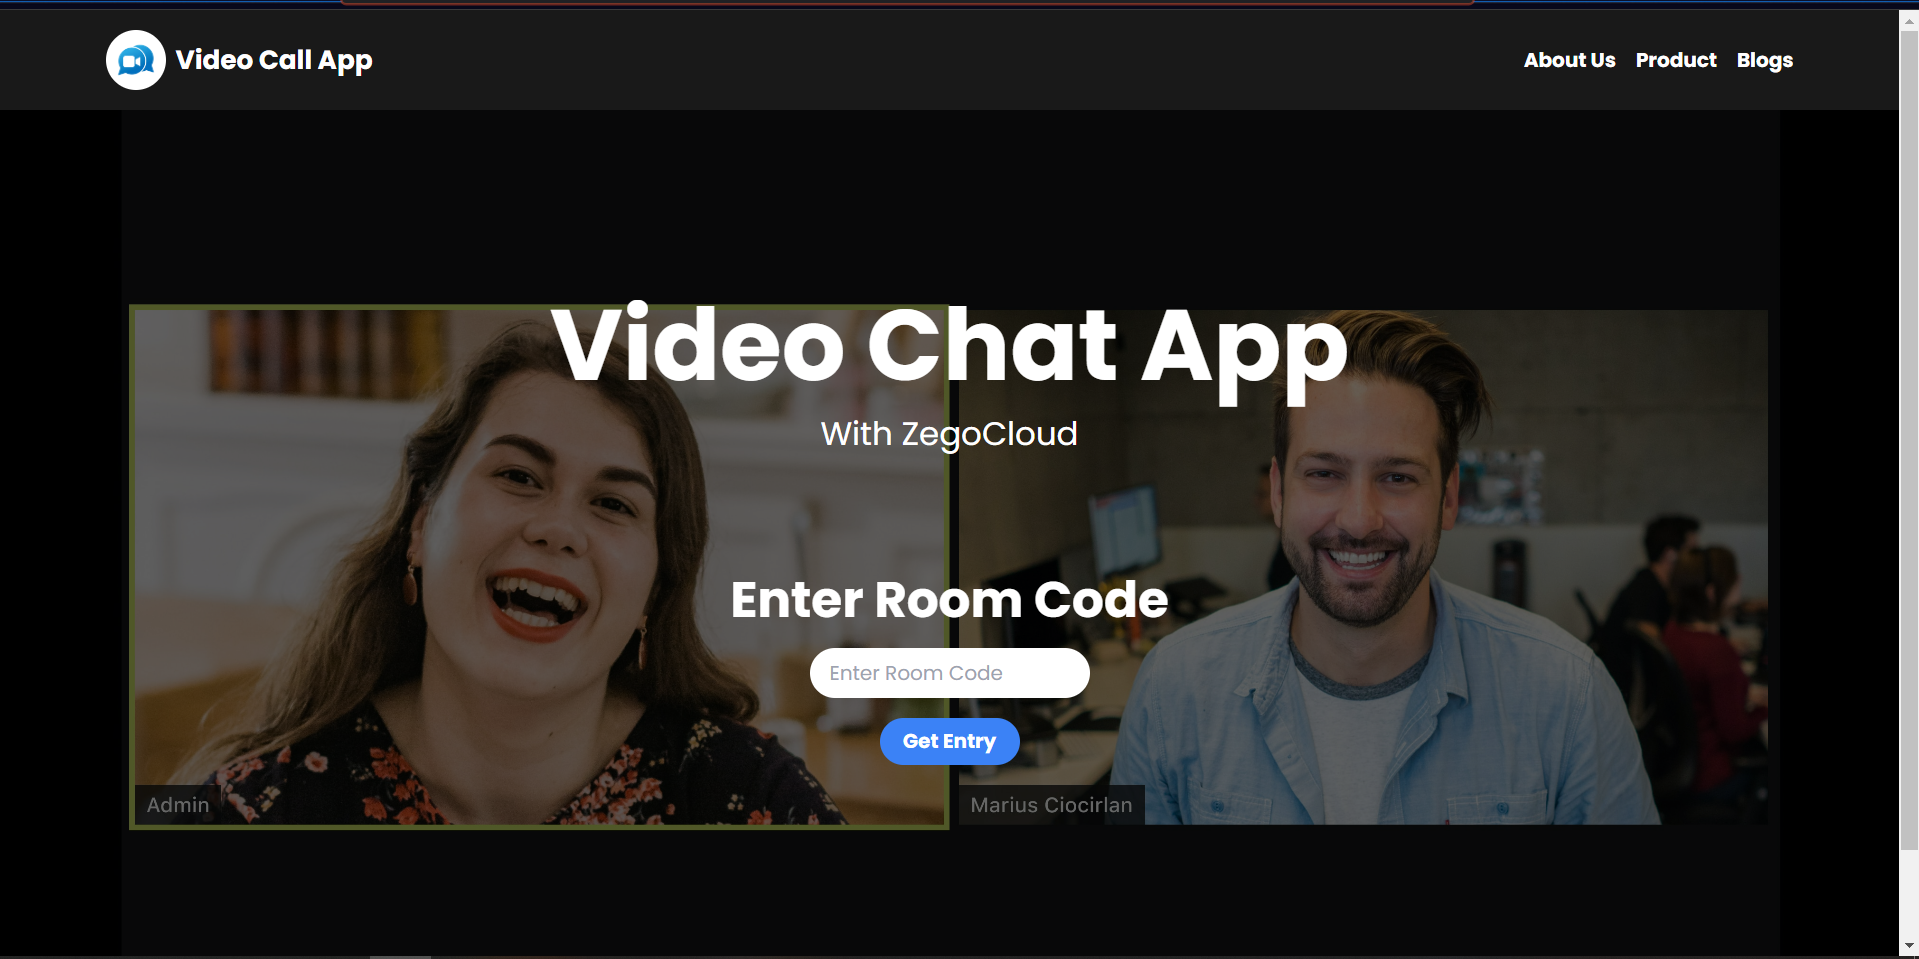 Video Call App
About Us
Product
Blogs
Video Chat App
With ZegoCloud
Enter Room Code
Enter Room Code
Get Entry
Admin
Marius Ciocirlan